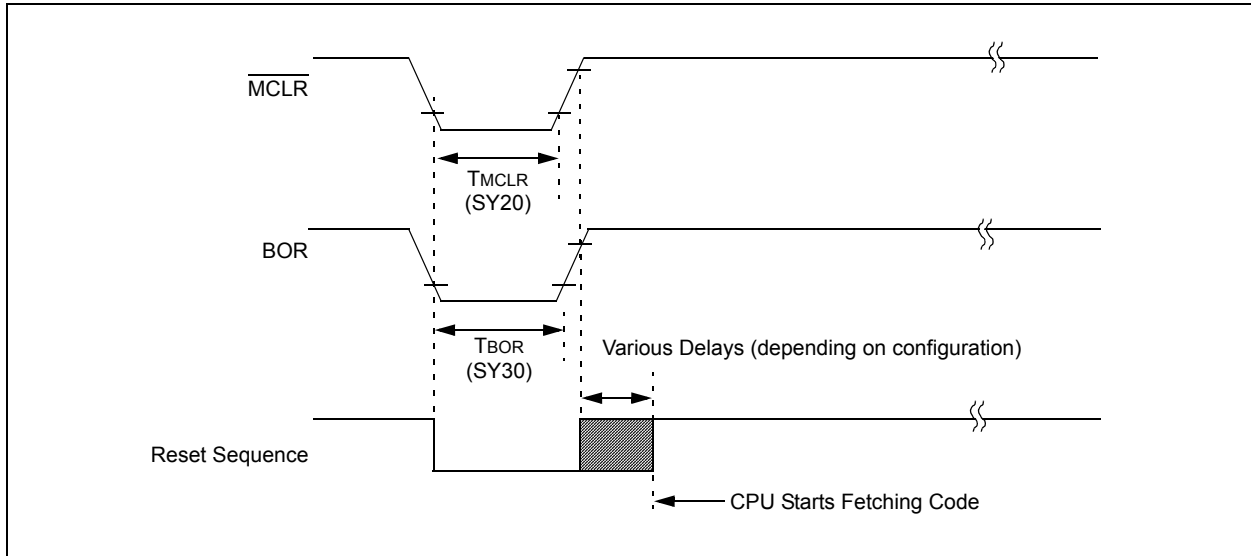 MCLR
TMCLR
(SY20)
BOR
TBOR
(SY30)
Various Delays (depending on configuration)
Reset Sequence
CPU Starts Fetching Code